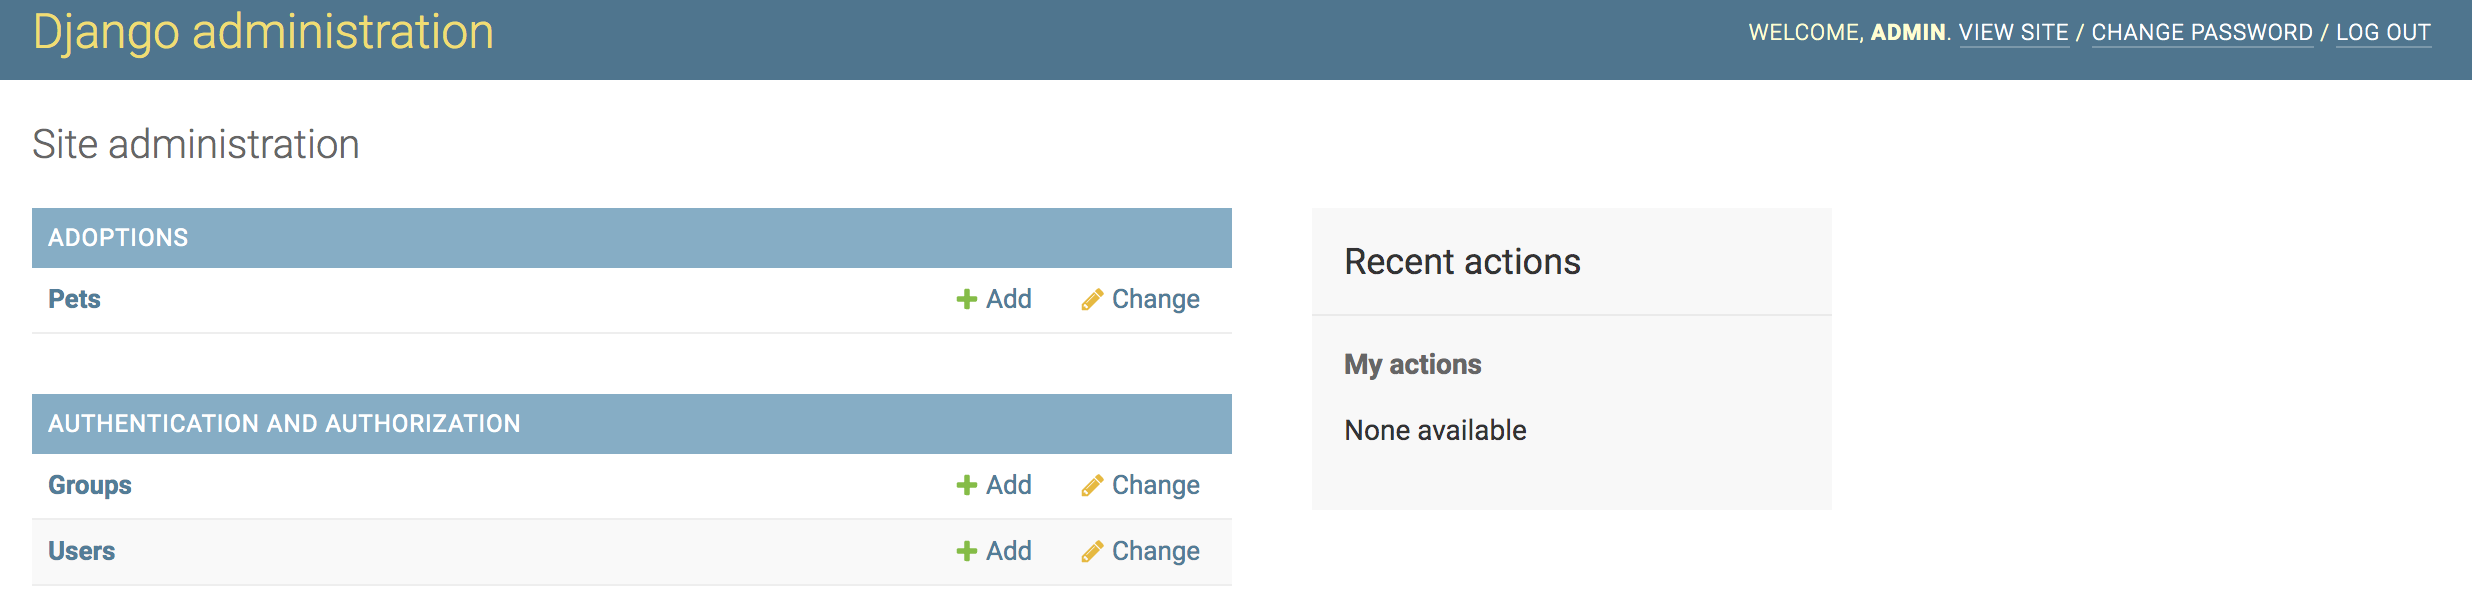 Django administration
WELCOME, ADMIN. VIEW SITE / CHANGE PASSWORD / LOG OUT
Site administration
ADOPTIONS
Pets Add Change
AUTHENTICATION AND AUTHORIZATION
Groups Add Change
Users Add Change
Recent actions
My actions
None available